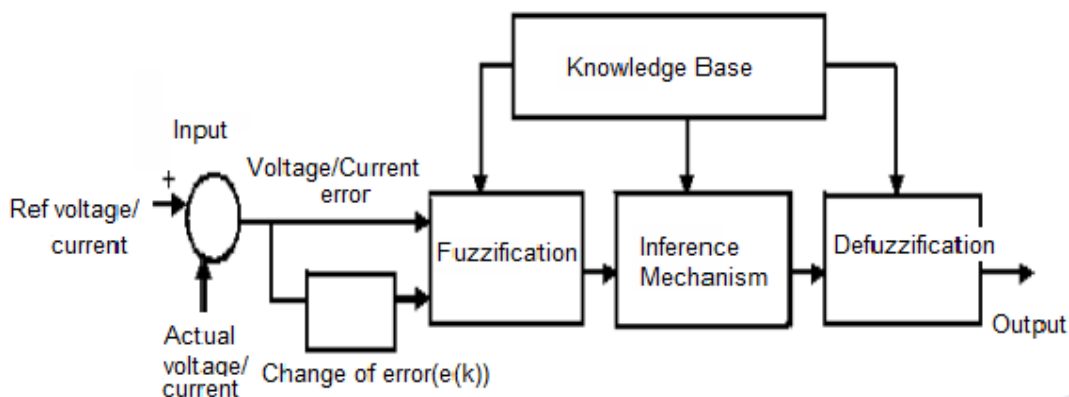 Knowledge Base
Input
Voltage/Current
error
+
Ref voltage/
current
Fuzzification
Inference
Mechanism
Defuzzification
Output
Actual
voltage/
current
Change of error(e(k))